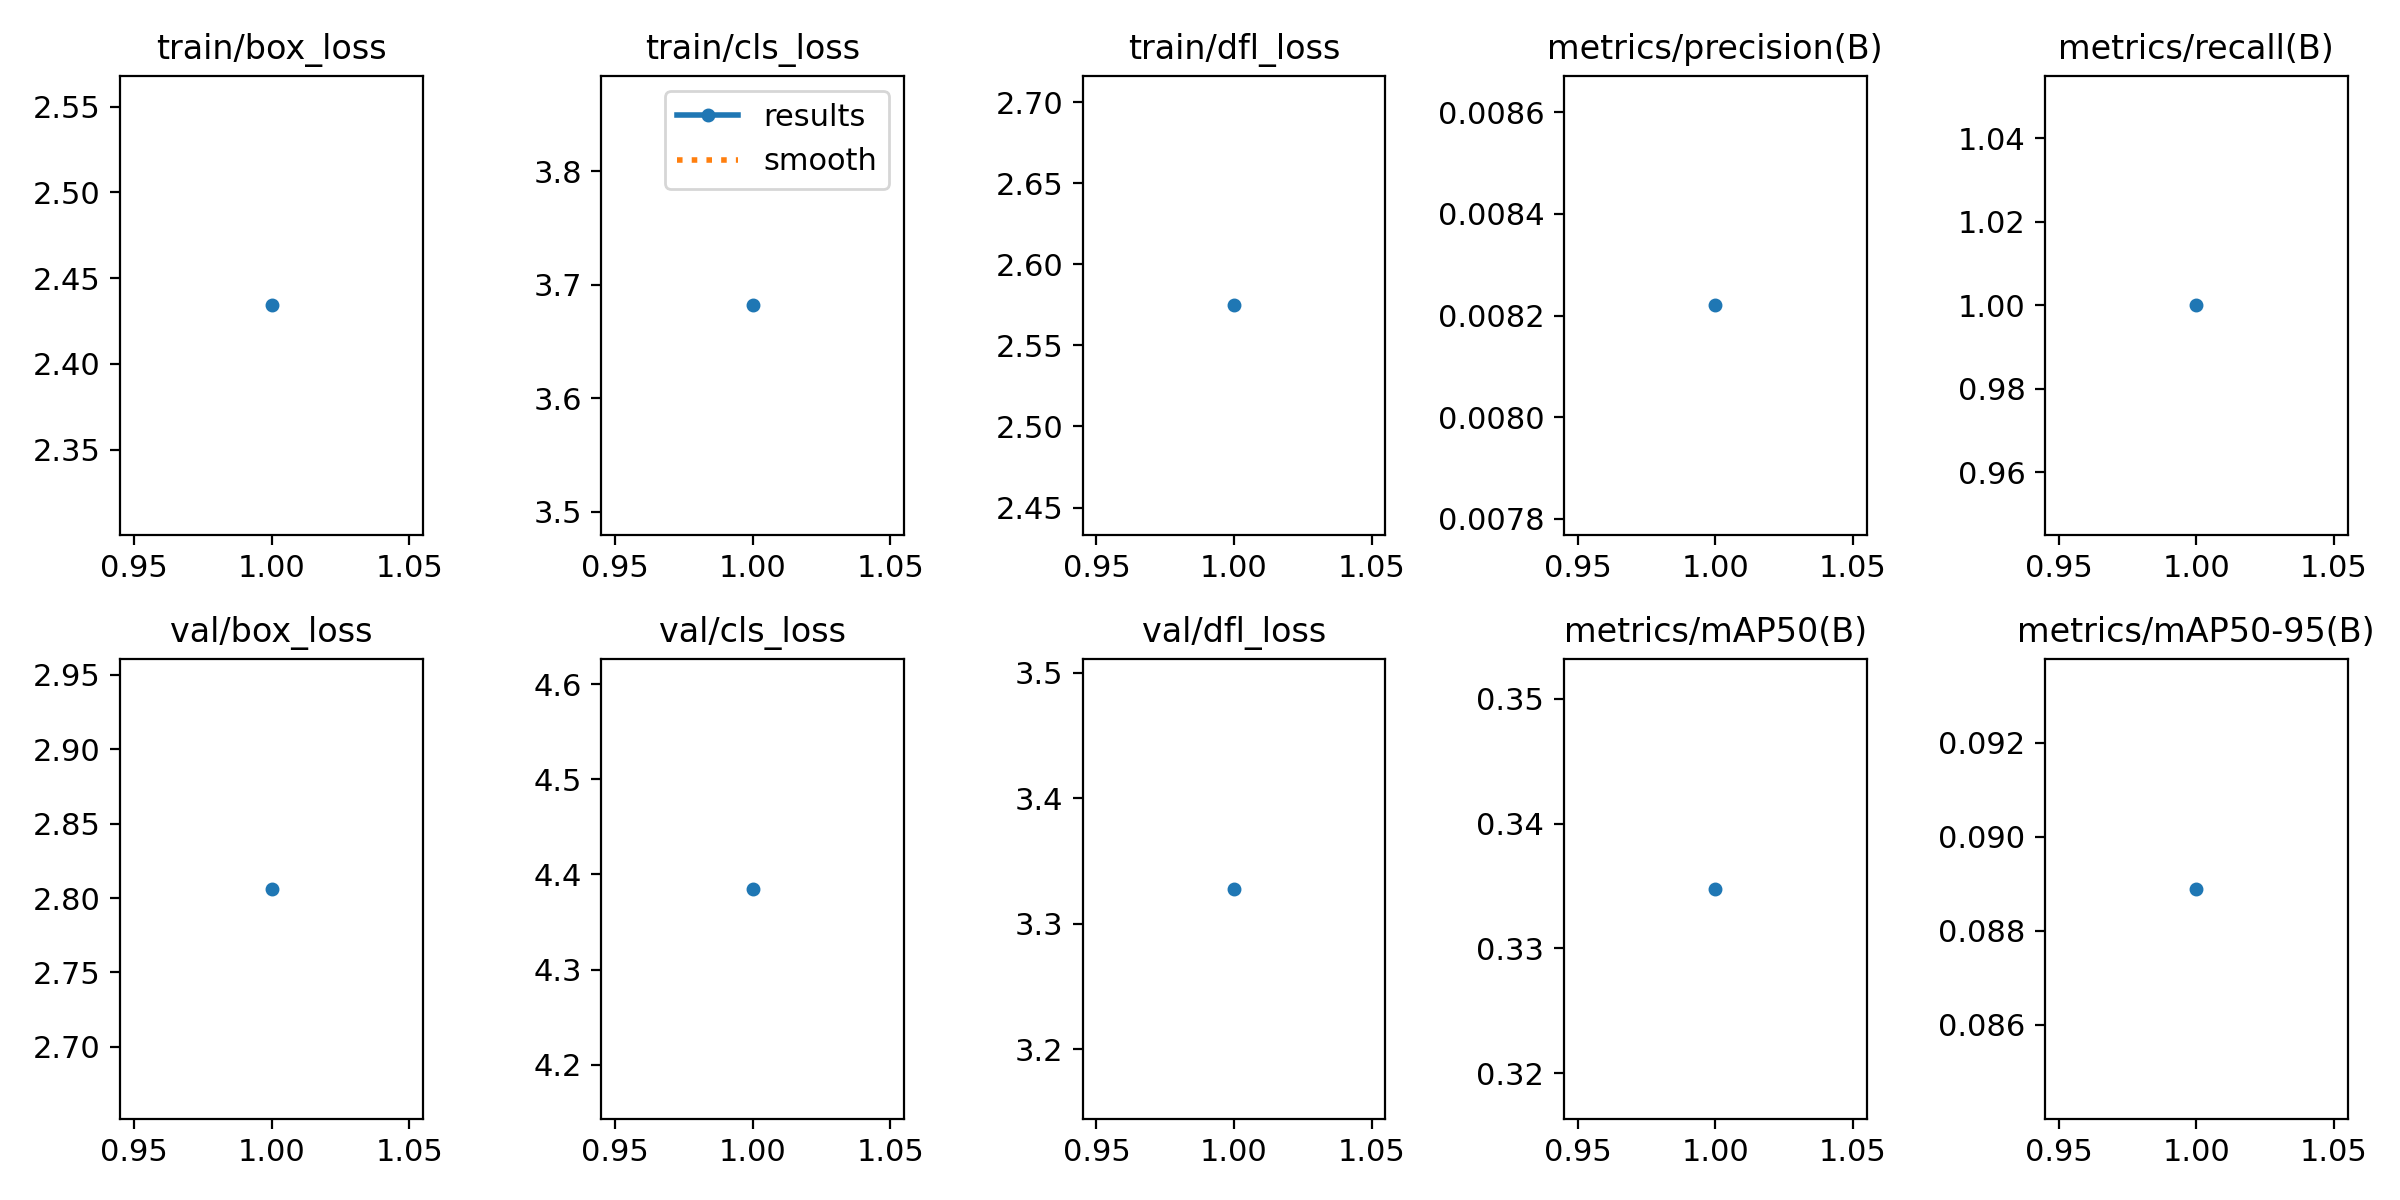 train/box_loss
2.55
2.50
2.45
2.40
2.35
0.95 1.00 1.05
train/cls_loss
results
smooth
3.8
3.7
3.6
3.5
0.95 1.00 1.05
train/dfl_loss
2.70
2.65
2.60
2.55
2.50
2.45
0.95 1.00 1.05
metrics/precision(B)
0.0086
0.0084
0.0082
0.0080
0.0078
0.95 1.00 1.05
metrics/recall(B)
1.04
1.02
1.00
0.98
0.96
0.95 1.00 1.05
val/box_loss
2.95
2.90
2.85
2.80
2.75
2.70
0.95 1.00 1.05
val/cls_loss
4.6
4.5
4.4
4.3
4.2
0.95 1.00 1.05
val/dfl_loss
3.5
3.4
3.3
3.2
0.95 1.00 1.05
metrics/mAP50(B)
0.35
0.34
0.33
0.32
0.95 1.00 1.05
metrics/mAP50-95(B)
0.092
0.090
0.088
0.086
0.95 1.00 1.05